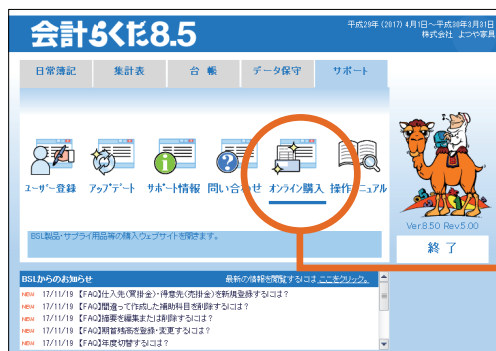 会計らくだ8.5
平成29年(2017) 4月1日～平成30年3月31日
株式会社 よつや家具
日常簿記 集計表 台 帳 データ保守 サポート
ユーザー登録 アップデート サポート情報 問い合わせ オンライン購入 操作マニュアル
BSL製品・サプライ用品等の購入ウェブサイトを開きます。
Ver.8.50 Rev.5.00
終 了
BSLからのお知らせ 最新の情報を閲覧するにはここをクリック。
NEW 17/11/19 【FAQ】仕入先(買掛金)・得意先(売掛金)を新規登録するには？
NEW 17/11/19 【FAQ】間違って作成した補助科目を削除するには？
NEW 17/11/19 【FAQ】摘要を編集または削除するには？
NEW 17/11/19 【FAQ】期首残高を登録・変更するには？
NEW 17/11/19 【FAQ】年度切替するには？